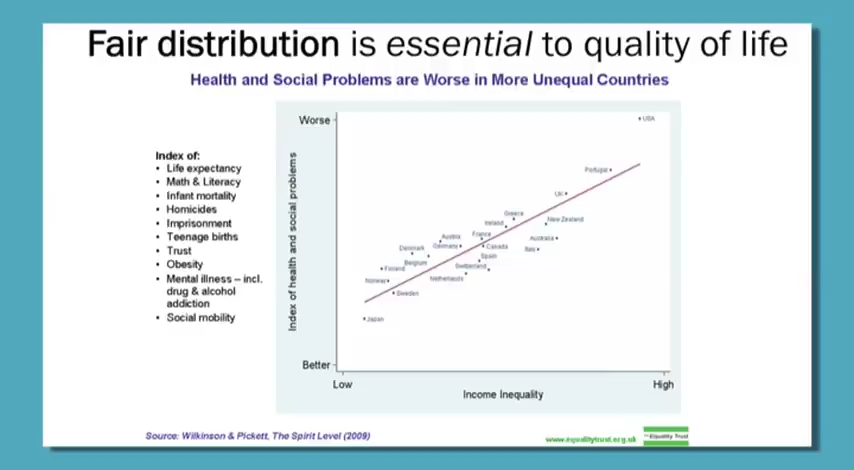 Fair distribution is essential to quality of life
Health and Social Problems are Worse in More Unequal Countries
Index of:
• Life expectancy
• Math & Literacy
• Infant mortality
• Homicides
• Imprisonment
• Teenage births
• Trust
• Obesity
• Mental illness – incl.
drug & alcohol
addiction
• Social mobility
Index of health and social problems
Worse
Better
USA
Portugal
UK
Greece
New Zealand
Ireland
Austria
France
Australia
Denmark
Germany
Canada
Italy
Belgium
Spain
Finland
Switzerland
Norway
Netherlands
Sweden
Japan
Low
High
Income Inequality
Source: Wilkinson & Pickett, The Spirit Level (2009)
www.equalitytrust.org.uk
The Equality Trust